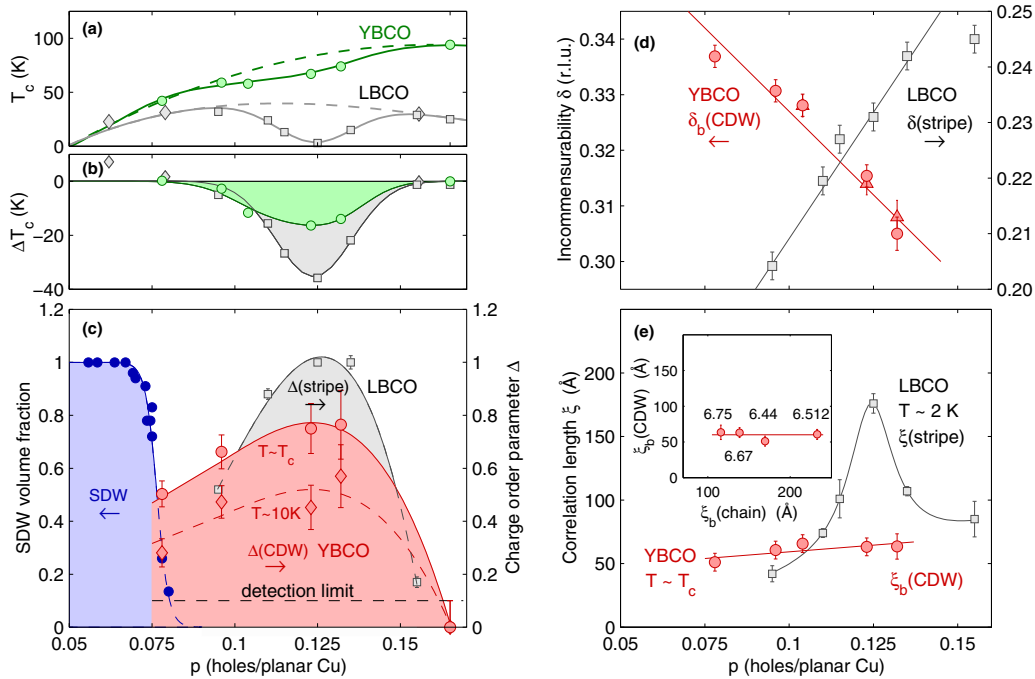 (a)
YBCO
LBCO
T_c (K)
100
50
0
(b)
ΔT_c (K)
0
−20
−40
(c)
SDW volume fraction
1.2
1
0.8
0.6
0.4
0.2
0
SDW
←
Δ(stripe)
→
LBCO
T~T_c
T~10K
Δ(CDW) YBCO
→
detection limit
1.2
1
0.8
0.6
0.4
0.2
0
Charge order parameter Δ
0.05 0.075 0.1 0.125 0.15
p (holes/planar Cu)
(d)
Incommensurability δ (r.l.u.)
0.34
0.33
0.32
0.31
0.30
YBCO
δ_b(CDW)
←
LBCO
δ(stripe)
→
0.25
0.24
0.23
0.22
0.21
0.20
(e)
Correlation length ξ (Å)
200
150
100
50
0
ξ_b(CDW) (Å)
200
150
100
50
0
6.75 6.44 6.512
6.67
100 200
ξ_b(chain) (Å)
LBCO
T ~ 2 K
ξ(stripe)
YBCO
T ~ T_c
ξ_b(CDW)
0.05 0.075 0.1 0.125 0.15
p (holes/planar Cu)